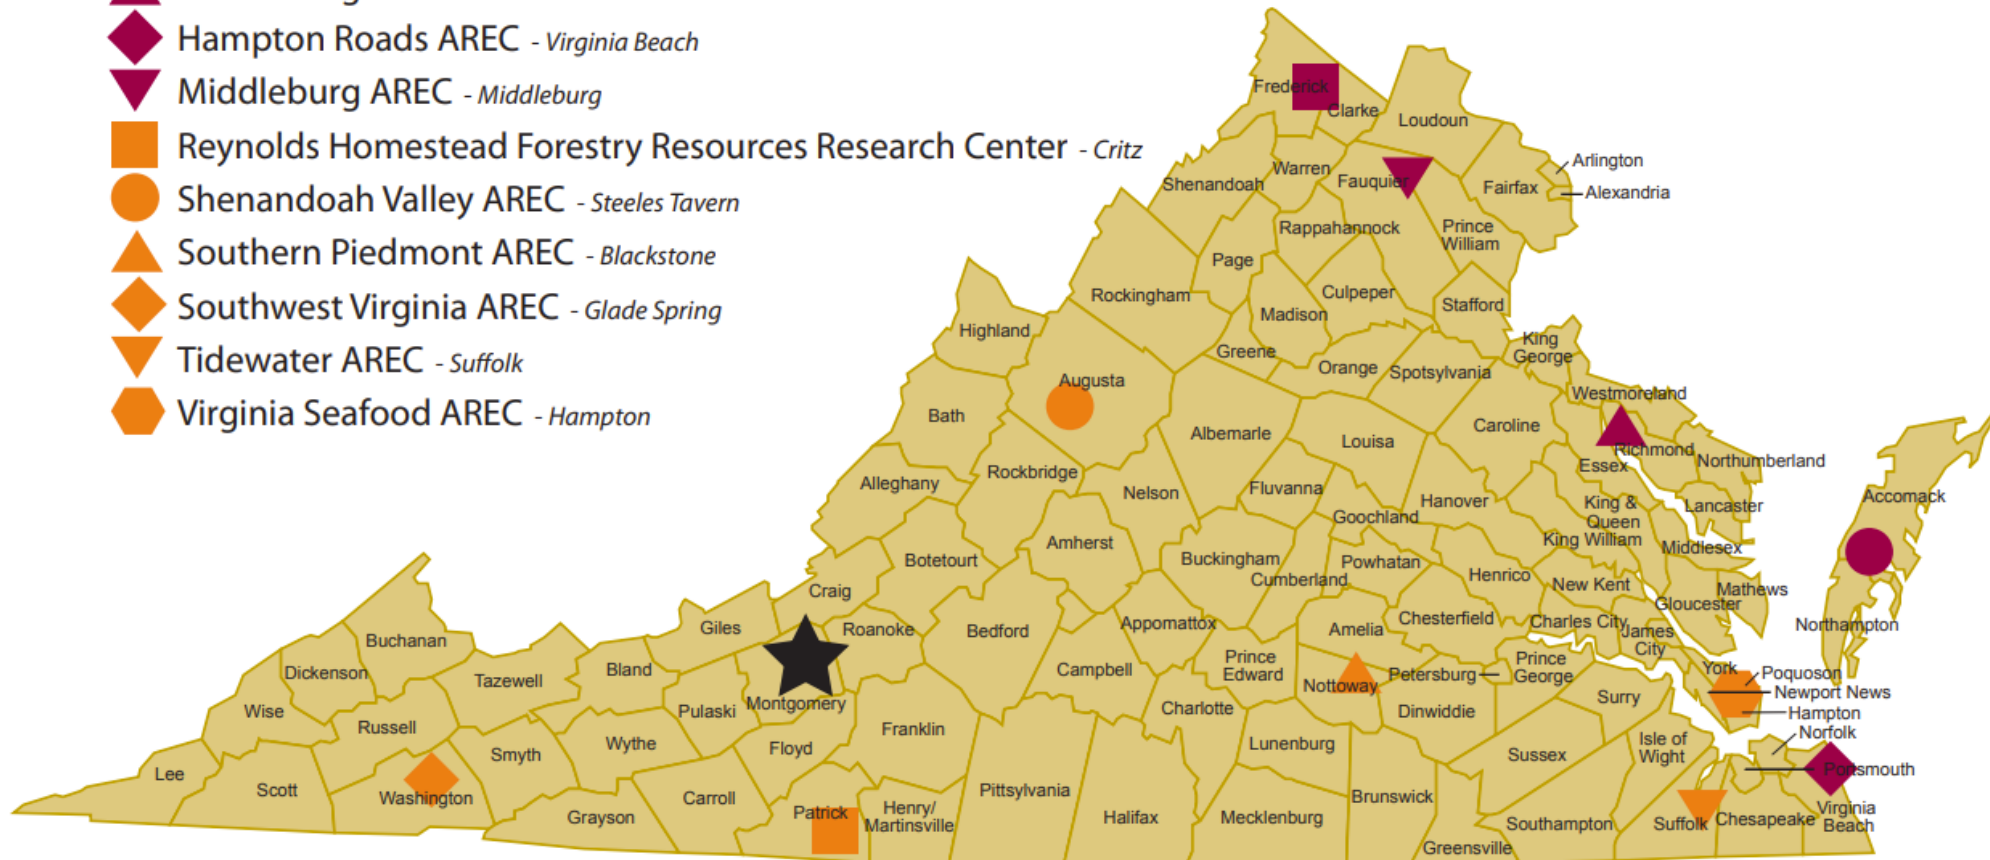 Hampton Roads AREC - Virginia Beach
Middleburg AREC - Middleburg
Reynolds Homestead Forestry Resources Research Center - Critz
Shenandoah Valley AREC - Steeles Tavern
Southern Piedmont AREC - Blackstone
Southwest Virginia AREC - Glade Spring
Tidewater AREC - Suffolk
Virginia Seafood AREC - Hampton
Frederick
Clarke
Loudoun
Arlington
Alexandria
Warren
Fauquier
Fairfax
Shenandoah
Rappahannock
Prince
William
Page
Culpeper
Rockingham
Madison
Stafford
Highland
King
George
Greene
Orange
Spotsylvania
Augusta
Westmoreland
Bath
Albemarle
Louisa
Caroline
Richmond
Northumberland
Essex
Rockbridge
Alleghany
Nelson
Fluvanna
Hanover
King &
Queen
Lancaster
Accomack
Goochland
King William
Middlesex
Amherst
Botetourt
Buckingham
Powhatan
Cumberland
Henrico
New Kent
Mathews
Gloucester
Craig
Giles
Roanoke
Bedford
Appomattox
Amelia
Chesterfield
Charles City
James
City
Northampton
Buchanan
Dickenson
Tazewell
Bland
Campbell
Prince
Edward
Nottoway
Petersburg
Prince
George
York
Poquoson
Newport News
Hampton
Norfolk
Portsmouth
Wise
Russell
Pulaski
Montgomery
Franklin
Charlotte
Dinwiddie
Surry
Smyth
Wythe
Floyd
Lunenburg
Sussex
Isle of
Wight
Lee
Scott
Washington
Grayson
Carroll
Patrick
Henry/
Martinsville
Pittsylvania
Halifax
Mecklenburg
Brunswick
Greensville
Southampton
Suffolk
Chesapeake
Virginia
Beach